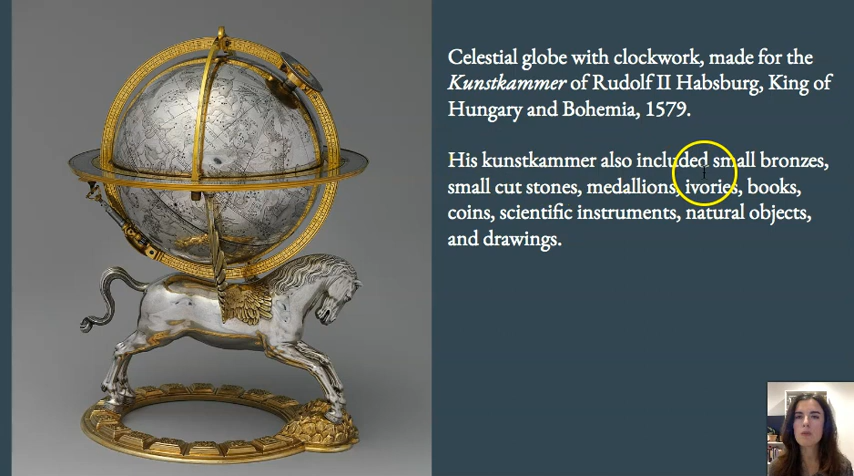 Celestial globe with clockwork, made for the
Kunstkammer of Rudolf II Habsburg, King of
Hungary and Bohemia, 1579.
His kunstkammer also included small bronzes,
small cut stones, medallions, ivories, books,
coins, scientific instruments, natural objects,
and drawings.